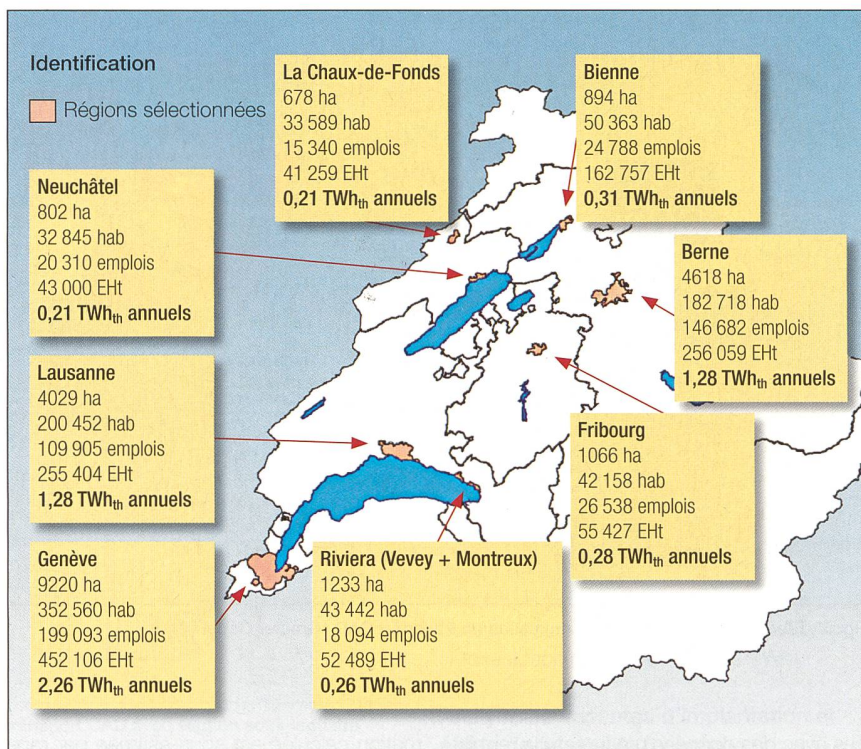 Identification
Régions sélectionnées
La Chaux-de-Fonds
678 ha
33 589 hab
15 340 emplois
41 259 EHt
0,21 TWhth annuels
Bienne
894 ha
50 363 hab
24 788 emplois
162 757 EHt
0,31 TWhth annuels
Neuchâtel
802 ha
32 845 hab
20 310 emplois
43 000 EHt
0,21 TWhth annuels
Berne
4618 ha
182 718 hab
146 682 emplois
256 059 EHt
1,28 TWhth annuels
Lausanne
4029 ha
200 452 hab
109 905 emplois
255 404 EHt
1,28 TWhth annuels
Fribourg
1066 ha
42 158 hab
26 538 emplois
55 427 EHt
0,28 TWhth annuels
Genève
9220 ha
352 560 hab
199 093 emplois
452 106 EHt
2,26 TWhth annuels
Riviera (Vevey + Montreux)
1233 ha
43 442 hab
18 094 emplois
52 489 EHt
0,26 TWhth annuels